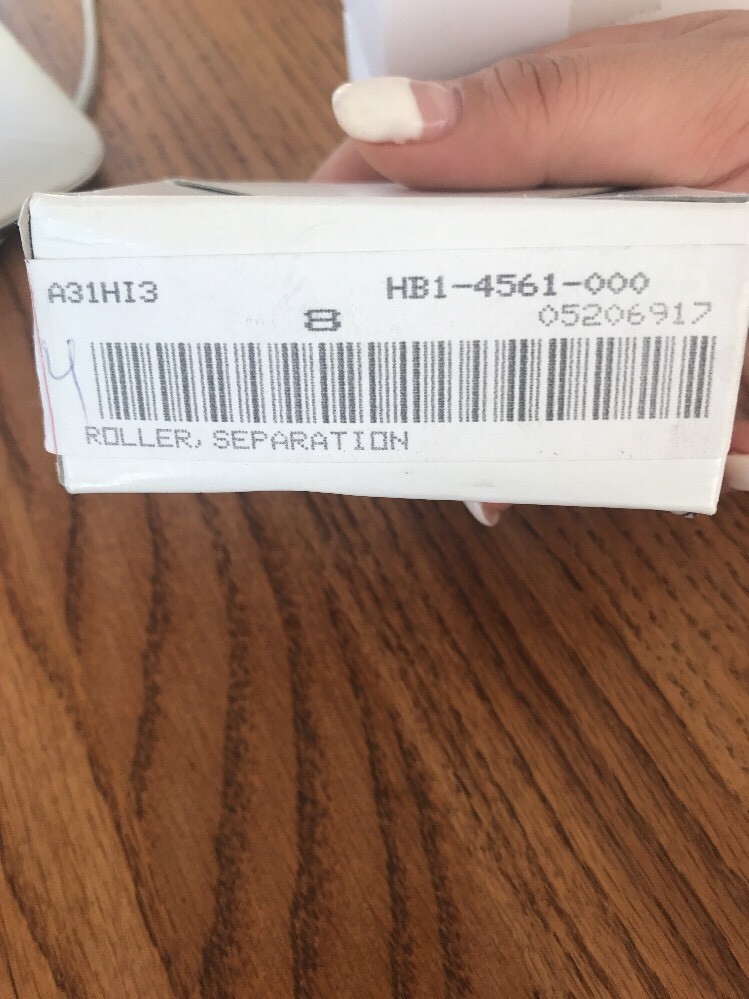 A31HI3 HB1-4561-000
8 05206917
4
ROLLER, SEPARATION